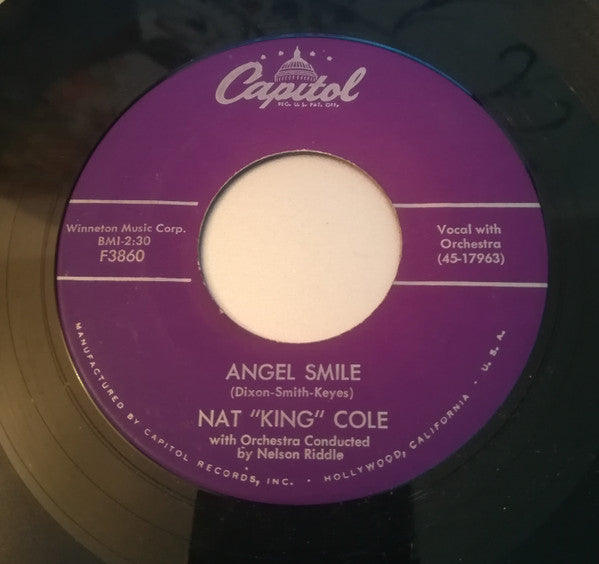 Capitol
REG. U.S. PAT. OFF.
Winneton Music Corp.
BMI-2:30
F3860
Vocal with
Orchestra
(45-17963)
ANGEL SMILE
(Dixon-Smith-Keyes)
NAT "KING" COLE
with Orchestra Conducted
by Nelson Riddle
MANUFACTURED BY CAPITOL RECORDS, INC. • HOLLYWOOD, CALIFORNIA • U.S.A.